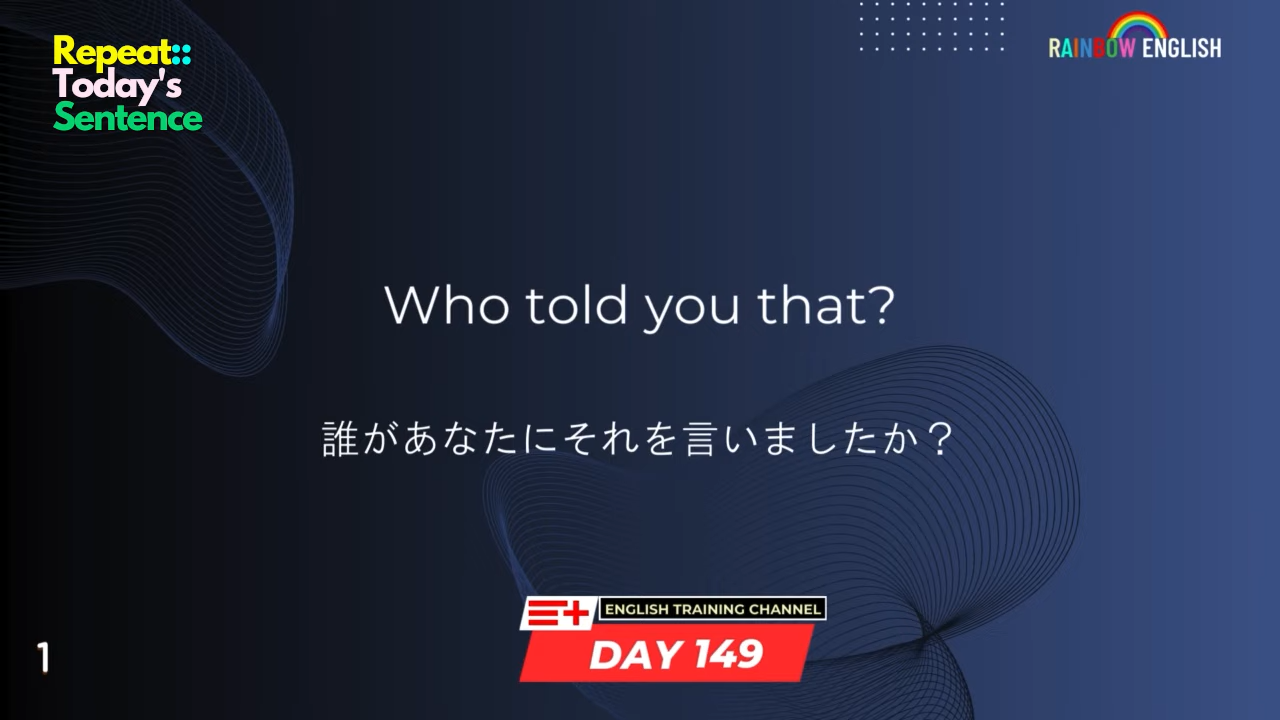 Repeat::
Today's
Sentence
RAINBOW ENGLISH
Who told you that?
誰があなたにそれを言いましたか？
ENGLISH TRAINING CHANNEL
DAY 149
1